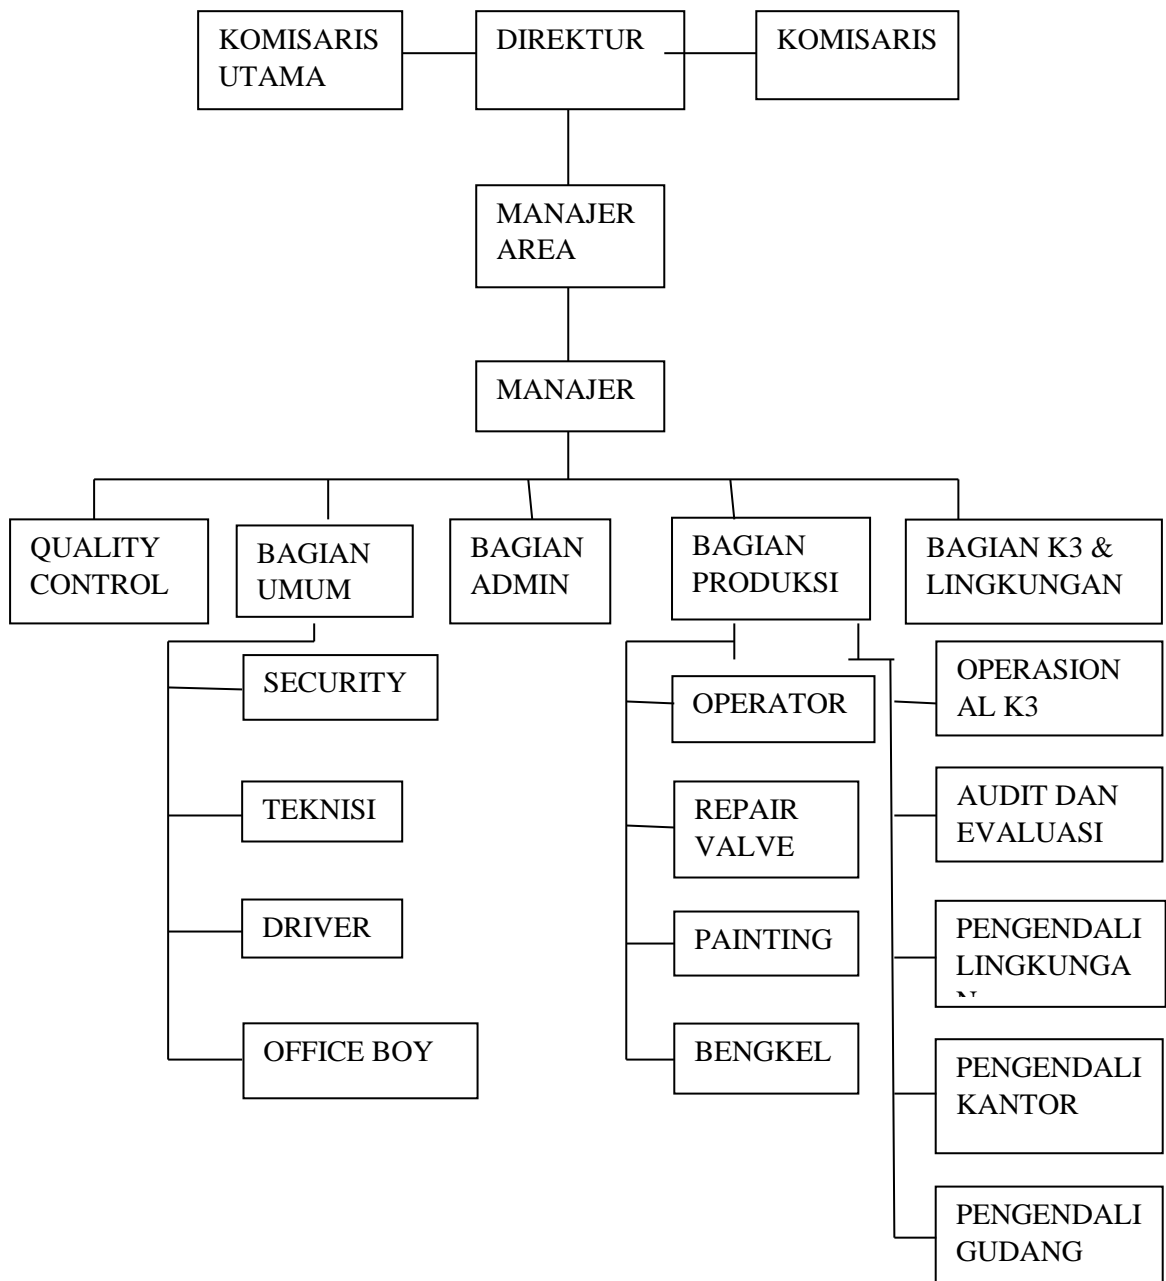 KOMISARIS
UTAMA
DIREKTUR
KOMISARIS
MANAJER
AREA
MANAJER
QUALITY
CONTROL
BAGIAN
UMUM
BAGIAN
ADMIN
BAGIAN
PRODUKSI
BAGIAN K3 &
LINGKUNGAN
SECURITY
TEKNISI
DRIVER
OFFICE BOY
OPERATOR
REPAIR
VALVE
PAINTING
BENGKEL
OPERASION
AL K3
AUDIT DAN
EVALUASI
PENGENDALI
LINGKUNGA
N
PENGENDALI
KANTOR
PENGENDALI
GUDANG